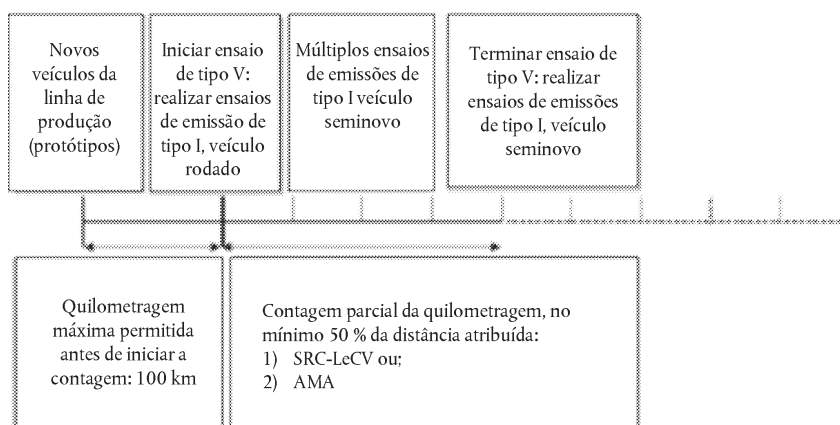 Novos
veículos da
linha de
produção
(protótipos)
Iniciar ensaio
de tipo V:
realizar ensaios
de emissão de
tipo I, veículo
rodado
Múltiplos ensaios
de emissões de
tipo I veículo
seminovo
Terminar ensaio de
tipo V: realizar
ensaios de emissões
de tipo I, veículo
seminovo
Quilometragem
máxima permitida
antes de iniciar a
contagem: 100 km
Contagem parcial da quilometragem, no
mínimo 50 % da distância atribuída:
1) SRC-LeCV ou;
2) AMA